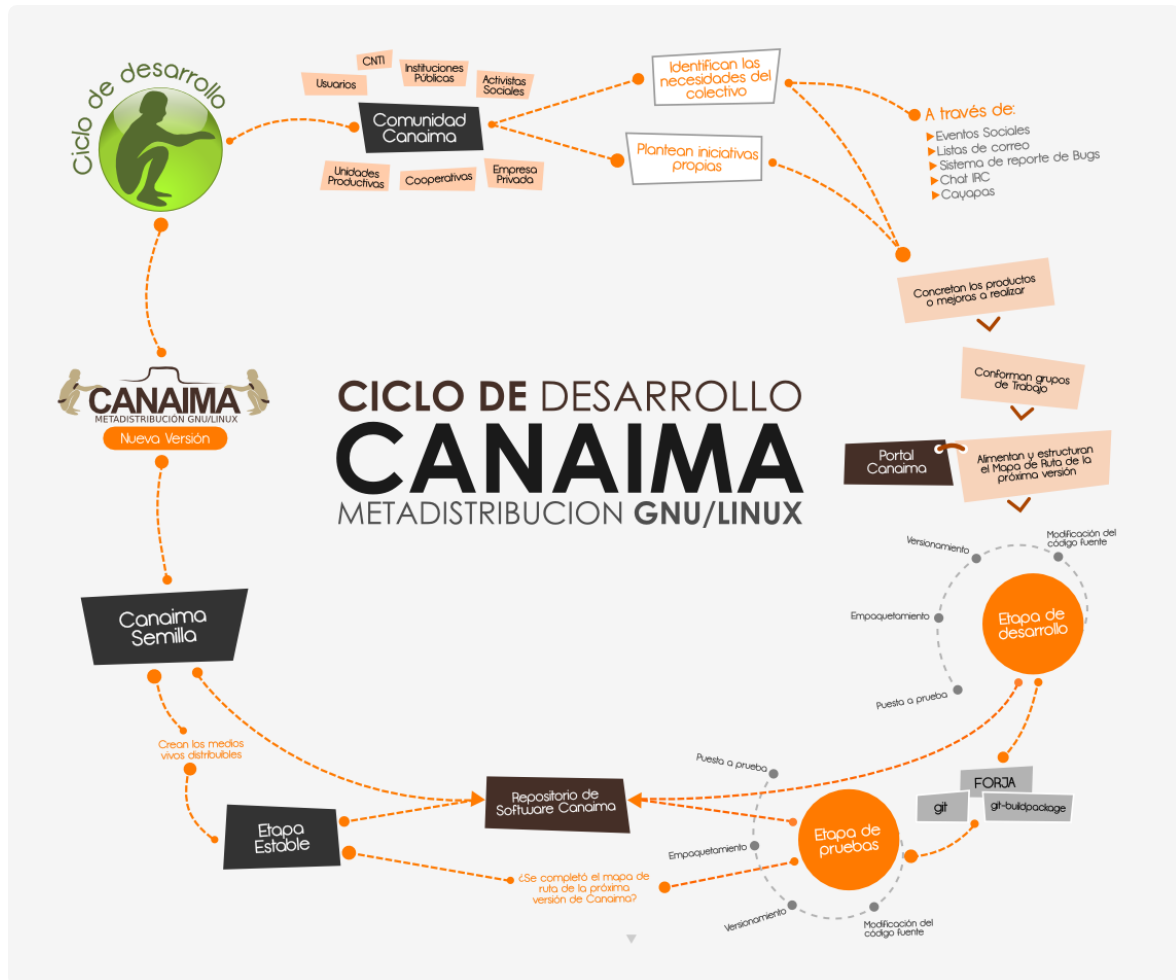 Ciclo de desarrollo
CNTI
Usuarios
Instituciones
Públicas
Activistas
Sociales
Comunidad
Canaima
Unidades
Productivas
Cooperativas
Empresa
Privada
Identifican las
necesidades del
colectivo
Plantean iniciativas
propias
A través de:
Eventos Sociales
Listas de correo
Sistema de reporte de Bugs
Chat IRC
Cayapas
Concretan los productos
o mejoras a realizar
Conforman grupos
de Trabajo
Portal
Canaima
Alimentan y estructuran
el Mapa de Ruta de la
próxima versión
CANAIMA
METADISTRIBUCIÓN GNU/LINUX
Nueva Versión
CICLO DE DESARROLLO
CANAIMA
METADISTRIBUCION GNU/LINUX
Modificación del
código fuente
Versionamiento
Empaquetamiento
Puesta a prueba
Etapa de
desarrollo
Canaima
Semilla
Crean los medios
vivos distribuibles
Etapa
Estable
Repositorio de
Software Canaima
¿Se completó el mapa de
ruta de la próxima
versión de Canaima?
Puesta a prueba
Empaquetamiento
Versionamiento
Modificación del
código fuente
Etapa de
pruebas
FORJA
git
git-buildpackage